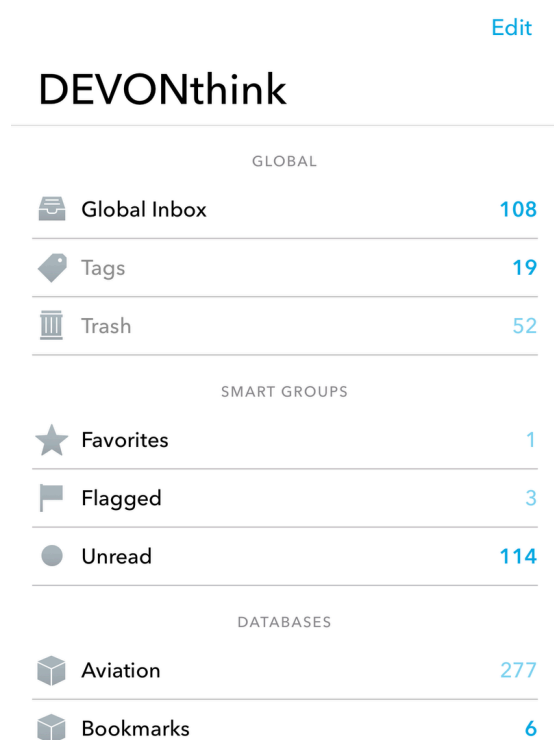 Edit
DEVONthink
GLOBAL
Global Inbox 108
Tags 19
Trash 52
SMART GROUPS
Favorites 1
Flagged 3
Unread 114
DATABASES
Aviation 277
Bookmarks 6